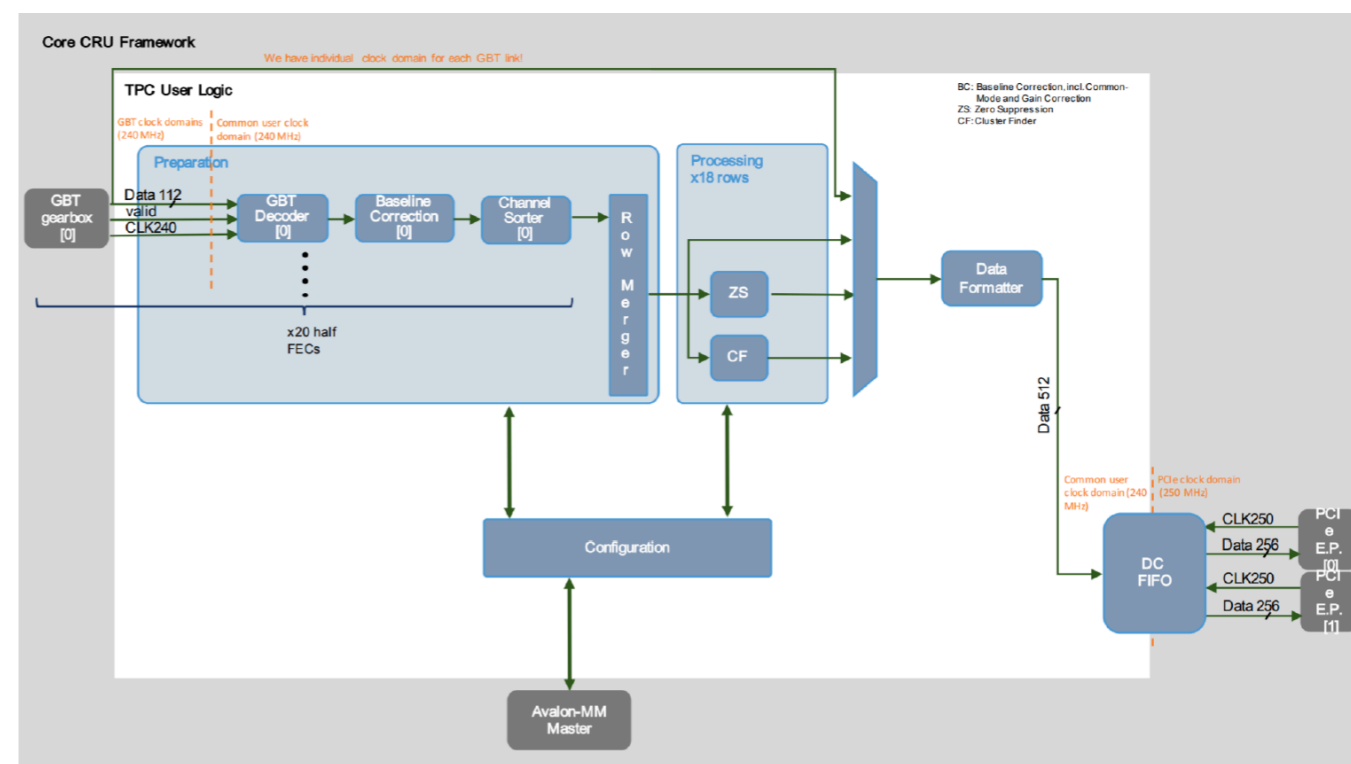 Core CRU Framework
We have individual clock domain for each GBT link!
TPC User Logic
BC: Baseline Correction, incl. Common-
Mode and Gain Correction
ZS: Zero Suppression
CF: Cluster Finder
GBT clock domains
(240 MHz)
Common user clock
domain (240 MHz)
Preparation
Processing
x18 rows
GBT
gearbox
[0]
Data 112
valid
CLK240
GBT
Decoder
[0]
Baseline
Correction
[0]
Channel
Sorter
[0]
R
o
w
M
e
r
g
e
r
ZS
CF
Data
Formatter
x20 half
FECs
Data 512
Configuration
Common user
clock domain (240
MHz)
PCIe clock domain
(250 MHz)
DC
FIFO
CLK250
Data 256
CLK250
Data 256
PCI
e
E.P.
[0]
PCI
e
E.P.
[1]
Avalon-MM
Master